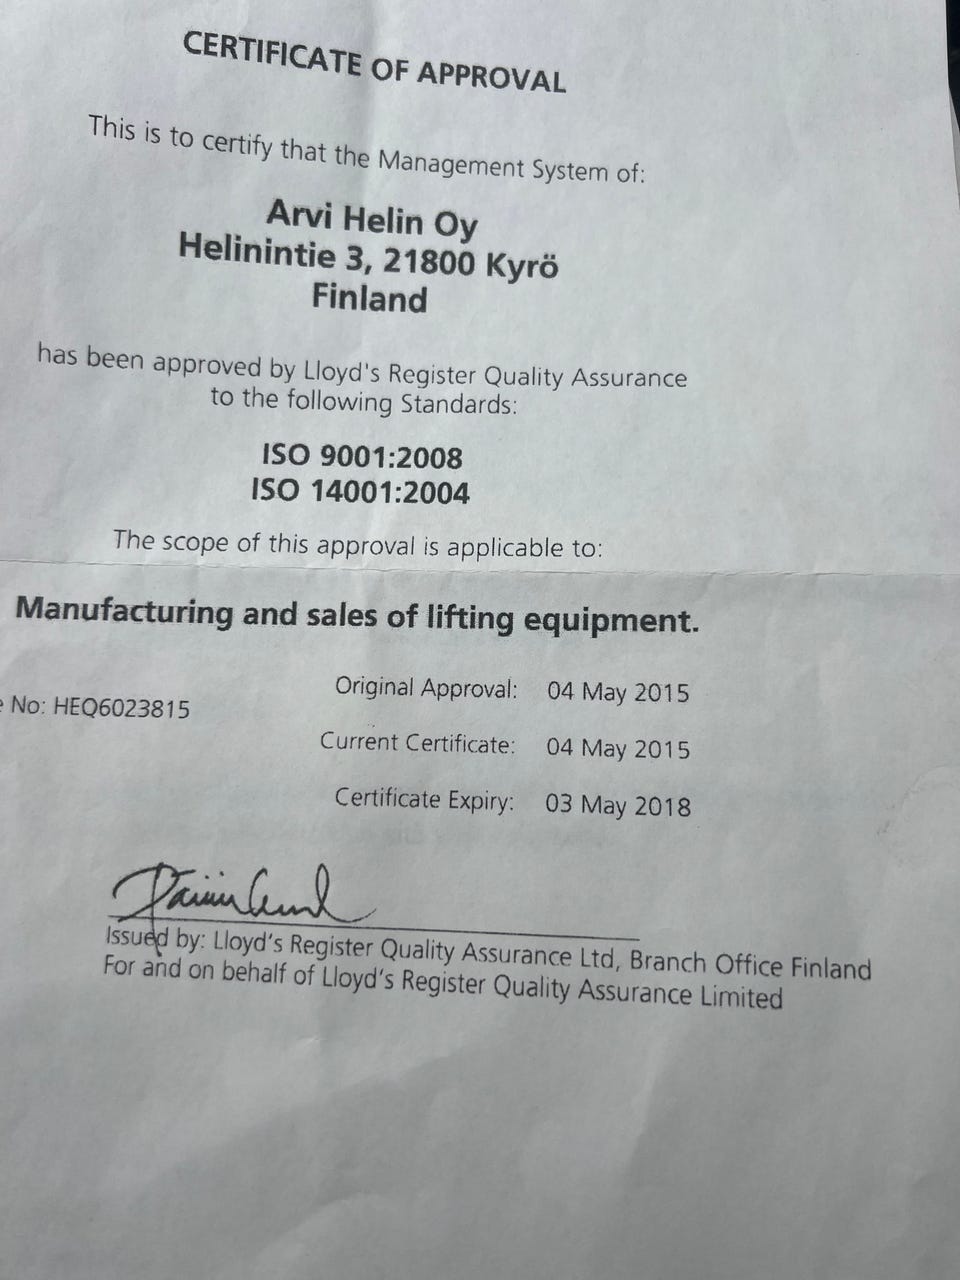 CERTIFICATE OF APPROVAL
This is to certify that the Management System of:
Arvi Helin Oy
Helinintie 3, 21800 Kyrö
Finland
has been approved by Lloyd's Register Quality Assurance
to the following Standards:
ISO 9001:2008
ISO 14001:2004
The scope of this approval is applicable to:
Manufacturing and sales of lifting equipment.
e No: HEQ6023815
Original Approval: 04 May 2015
Current Certificate: 04 May 2015
Certificate Expiry: 03 May 2018
Issued by: Lloyd's Register Quality Assurance Ltd, Branch Office Finland
For and on behalf of Lloyd's Register Quality Assurance Limited